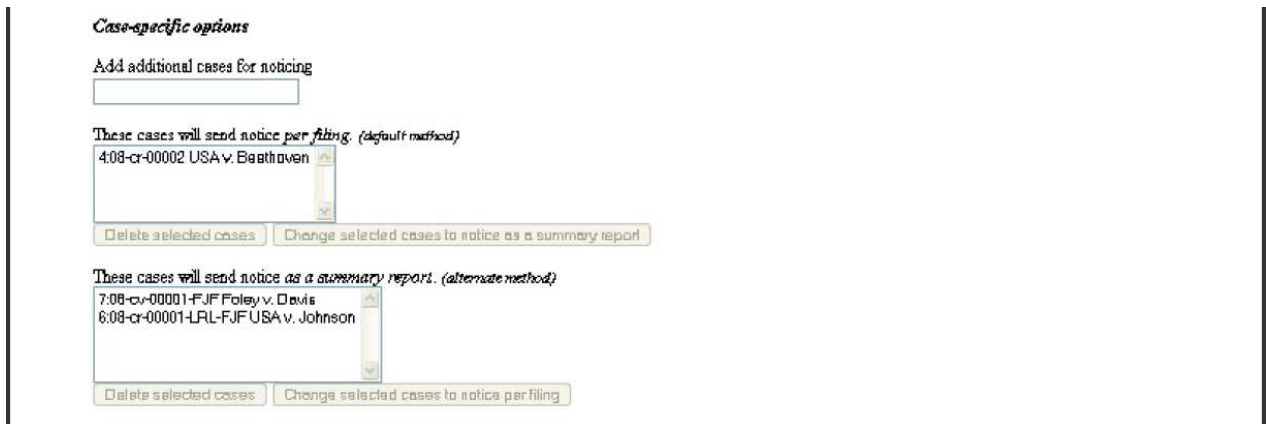 Case-specific options
Add additional cases for noticing
These cases will send notice per filing. (default method)
4:08-cr-00002 USA v. Beethoven
Delete selected cases Change selected cases to notice as a summary report
These cases will send notice as a summary report. (alternate method)
7:08-cv-00001-FJF Foley v. Davis
6:08-cr-00001-LRL-FJF USA v. Johnson
Delete selected cases Change selected cases to notice per filing